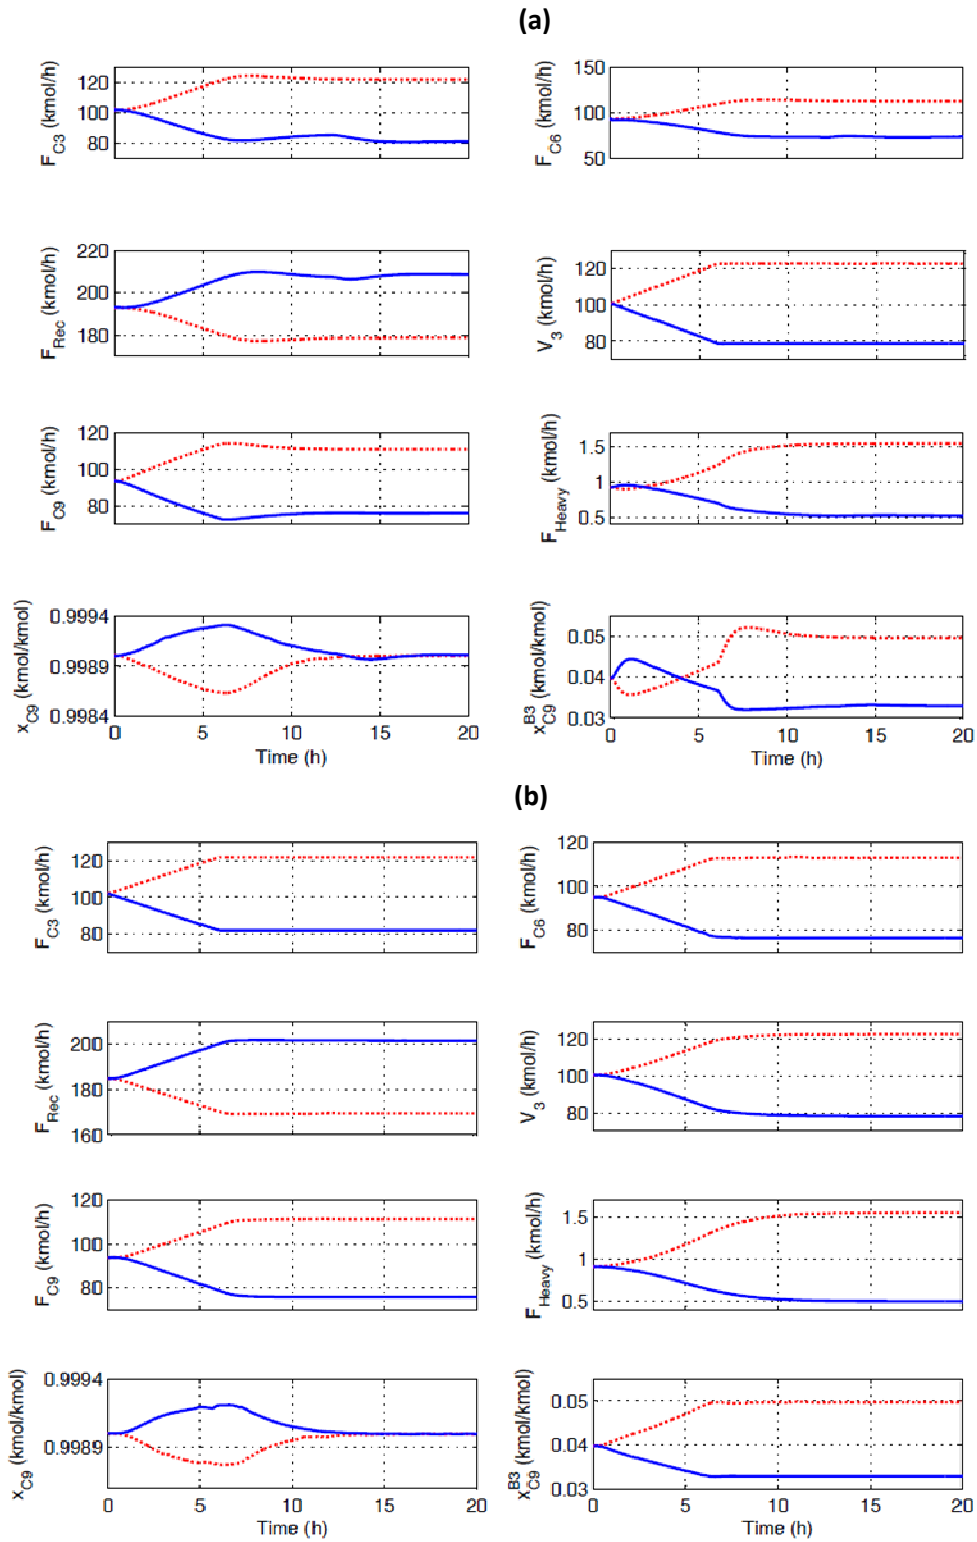 (a)
120
100
80
F_C3 (kmol/h)
150
100
50
F_C6 (kmol/h)
220
200
180
F_Rec (kmol/h)
120
100
80
V_3 (kmol/h)
120
100
80
F_C9 (kmol/h)
1.5
1
0.5
F_Heavy (kmol/h)
0.9994
0.9989
0.9984
x_C9 (kmol/kmol)
0 5 10 15 20
Time (h)
0.05
0.04
0.03
x_C9^B3 (kmol/kmol)
0 5 10 15 20
Time (h)
(b)
120
100
80
F_C3 (kmol/h)
120
100
80
F_C6 (kmol/h)
200
180
160
F_Rec (kmol/h)
120
100
80
V_3 (kmol/h)
120
100
80
F_C9 (kmol/h)
1.5
1
0.5
F_Heavy (kmol/h)
0.9994
0.9989
x_C9 (kmol/kmol)
0 5 10 15 20
Time (h)
0.05
0.04
0.03
x_C9^B3 (kmol/kmol)
0 5 10 15 20
Time (h)